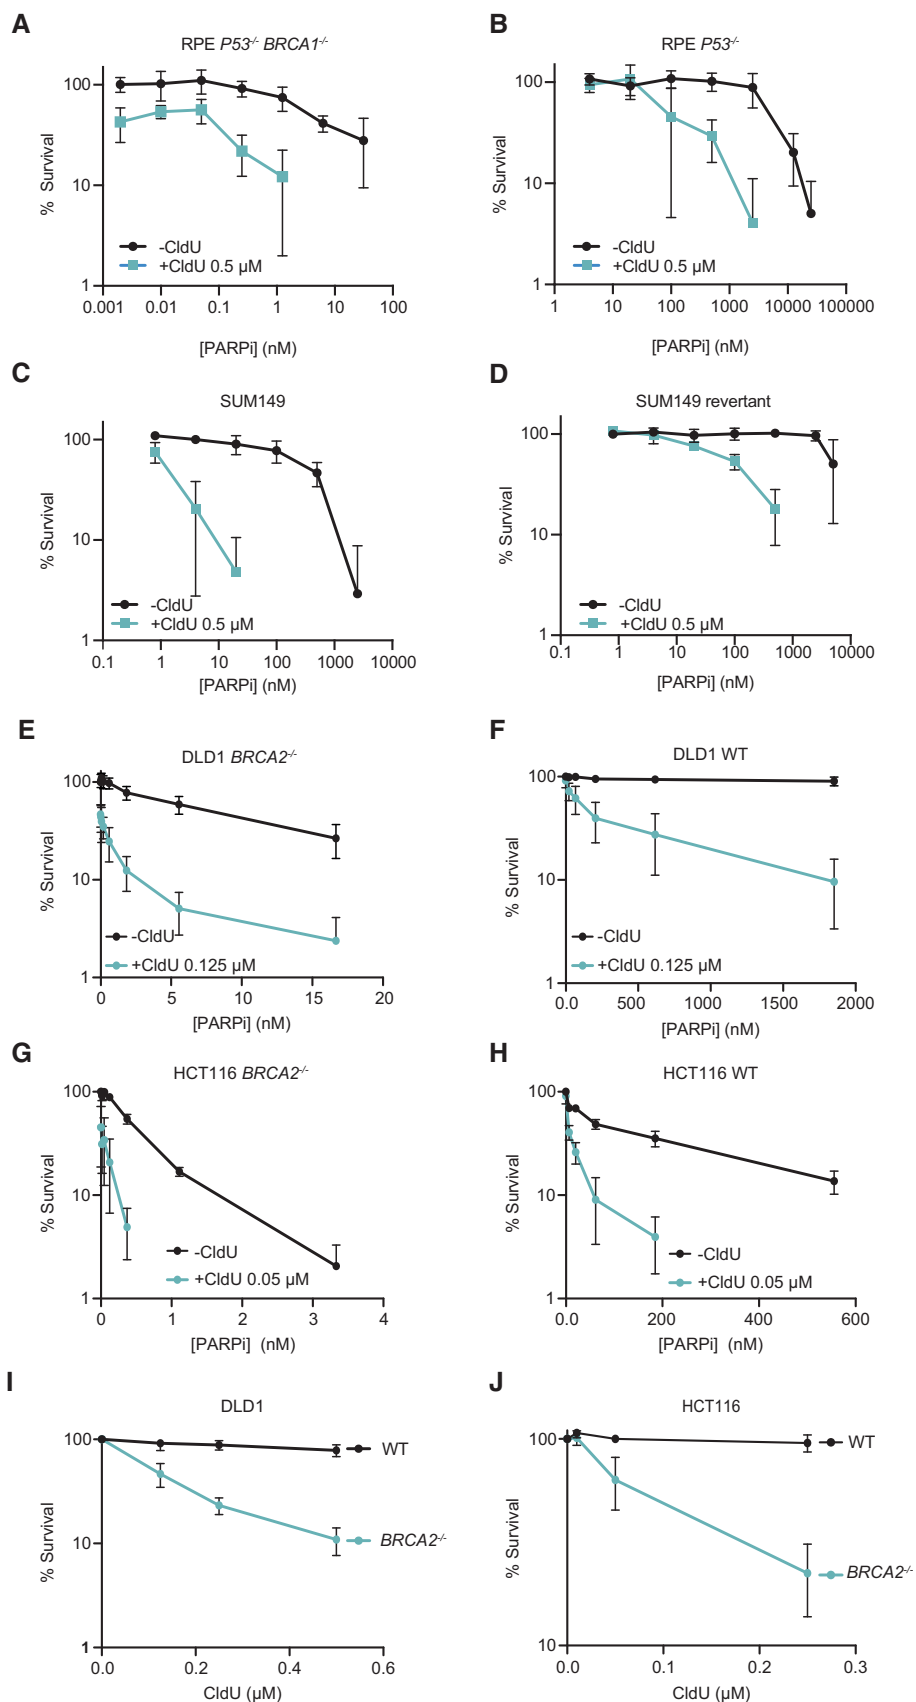 A
RPE P53-/- BRCA1-/-
100
10
1
% Survival
-CldU
+CldU 0.5 µM
0.001
0.01
0.1
1
10
100
[PARPi] (nM)
B
RPE P53-/-
100
10
1
% Survival
-CldU
+CldU 0.5 µM
1
10
100
1000
10000
100000
[PARPi] (nM)
C
SUM149
100
10
1
% Survival
-CldU
+CldU 0.5 µM
0.1
1
10
100
1000
10000
[PARPi] (nM)
D
SUM149 revertant
100
10
1
% Survival
-CldU
+CldU 0.5 µM
0.1
1
10
100
1000
10000
[PARPi] (nM)
E
DLD1 BRCA2-/-
100
10
1
% Survival
-CldU
+CldU 0.125 µM
0
5
10
15
20
[PARPi] (nM)
F
DLD1 WT
100
10
1
% Survival
-CldU
+CldU 0.125 µM
0.0
500
1000
1500
2000
[PARPi] (nM)
G
HCT116 BRCA2-/-
100
10
1
% Survival
-CldU
+CldU 0.05 µM
0
1
2
3
4
[PARPi] (nM)
H
HCT116 WT
100
10
1
% Survival
-CldU
+CldU 0.05 µM
0.0
200
400
600
[PARPi] (nM)
I
DLD1
100
10
1
% Survival
WT
BRCA2-/-
0.0
0.2
0.4
0.6
CldU (µM)
J
HCT116
100
10
% Survival
WT
BRCA2-/-
0.0
0.1
0.2
0.3
CldU (µM)